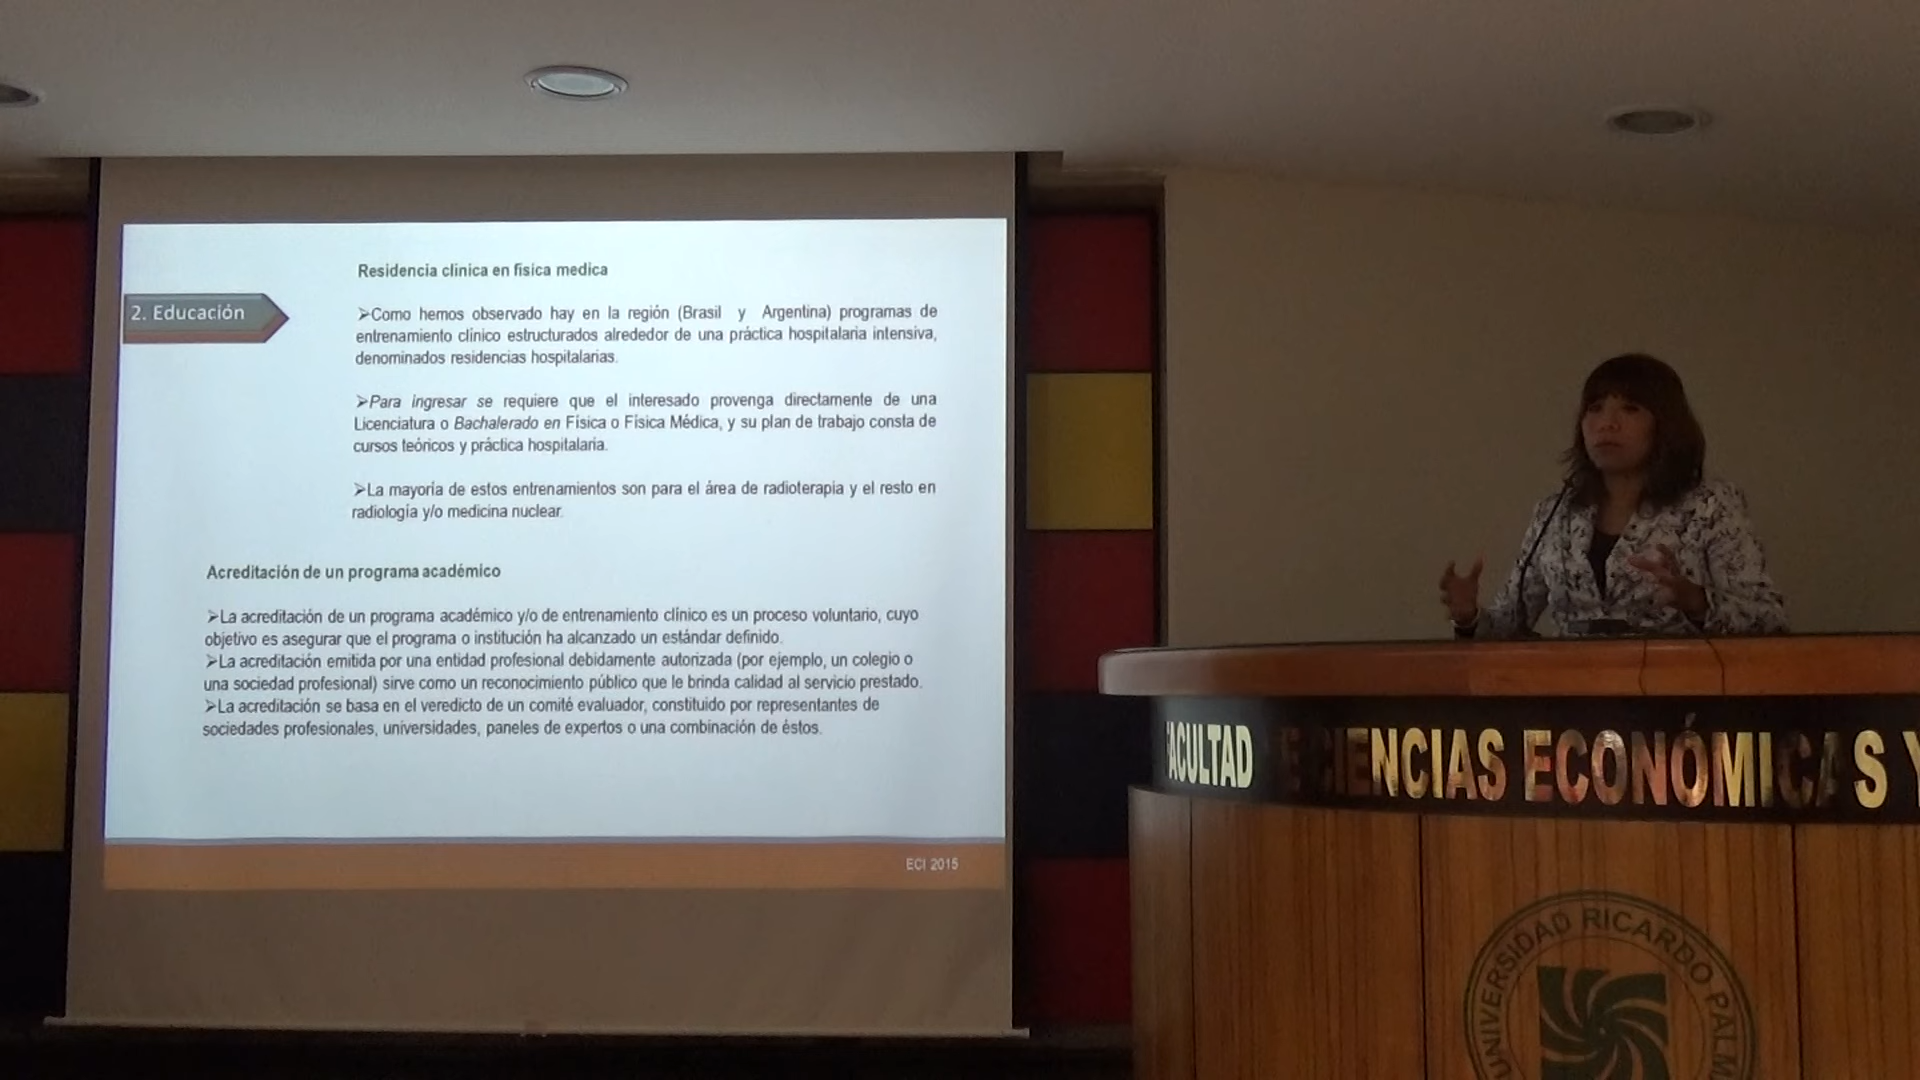 Residencia clínica en física medica
2. Educación
➢Como hemos observado hay en la región (Brasil y Argentina) programas de
entrenamiento clínico estructurados alrededor de una práctica hospitalaria intensiva,
denominados residencias hospitalarias.
➢Para ingresar se requiere que el interesado provenga directamente de una
Licenciatura o Bachalerado en Física o Física Médica, y su plan de trabajo consta de
cursos teóricos y práctica hospitalaria.
➢La mayoría de estos entrenamientos son para el área de radioterapia y el resto en
radiología y/o medicina nuclear.
Acreditación de un programa académico
➢La acreditación de un programa académico y/o de entrenamiento clínico es un proceso voluntario, cuyo
objetivo es asegurar que el programa o institución ha alcanzado un estándar definido.
➢La acreditación emitida por una entidad profesional debidamente autorizada (por ejemplo, un colegio o
una sociedad profesional) sirve como un reconocimiento público que le brinda calidad al servicio prestado.
➢La acreditación se basa en el veredicto de un comité evaluador, constituido por representantes de
sociedades profesionales, universidades, paneles de expertos o una combinación de éstos.
ECI 2015
FACULTAD DE CIENCIAS ECONÓMICAS Y
UNIVERSIDAD RICARDO PALM